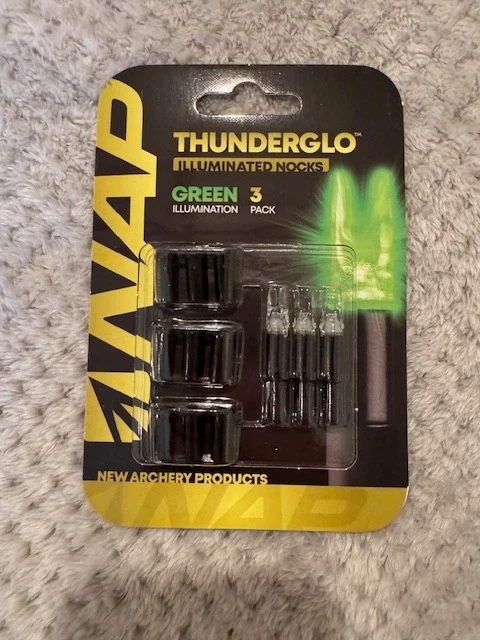 NAP
THUNDERGLO™
ILLUMINATED NOCKS
GREEN 3
ILLUMINATION PACK
NEW ARCHERY PRODUCTS
NAP